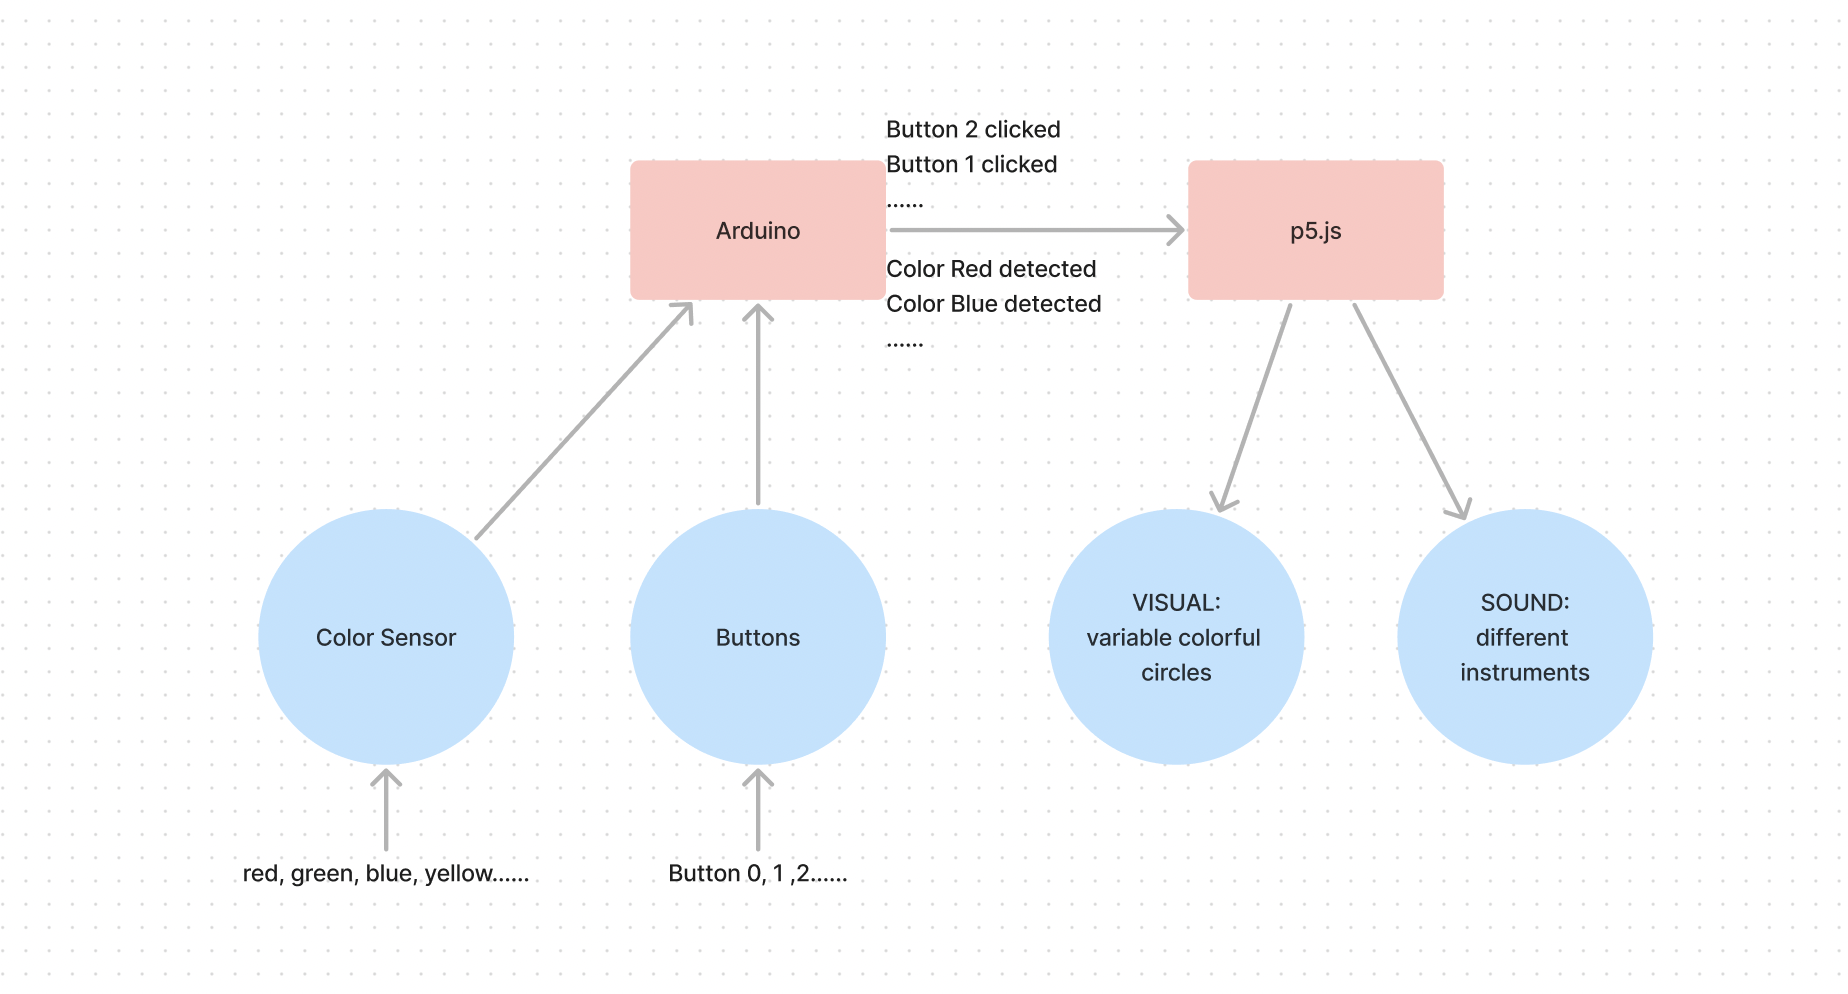 Button 2 clicked
Button 1 clicked
......
Arduino
p5.js
Color Red detected
Color Blue detected
......
Color Sensor
Buttons
VISUAL:
variable colorful
circles
SOUND:
different
instruments
red, green, blue, yellow......
Button 0, 1 ,2......